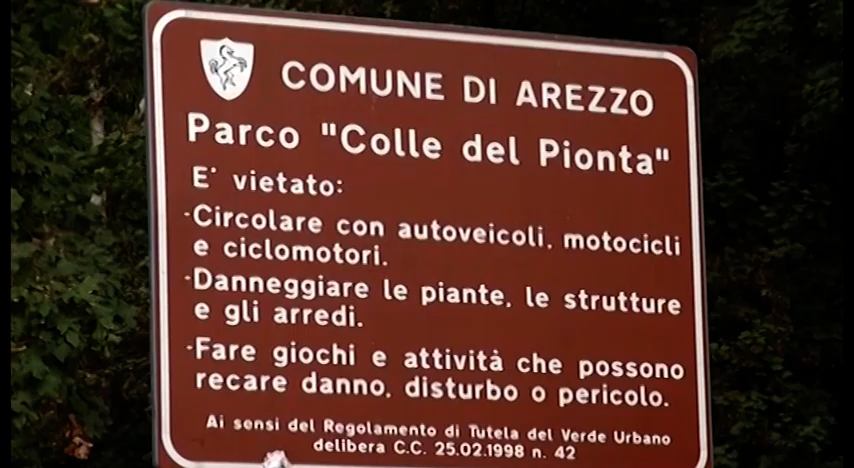 COMUNE DI AREZZO
Parco "Colle del Pionta"
E' vietato:
-Circolare con autoveicoli, motocicli
e ciclomotori.
-Danneggiare le piante, le strutture
e gli arredi.
-Fare giochi e attività che possono
recare danno, disturbo o pericolo.
Ai sensi del Regolamento di Tutela del Verde Urbano
delibera C.C. 25.02.1998 n. 42